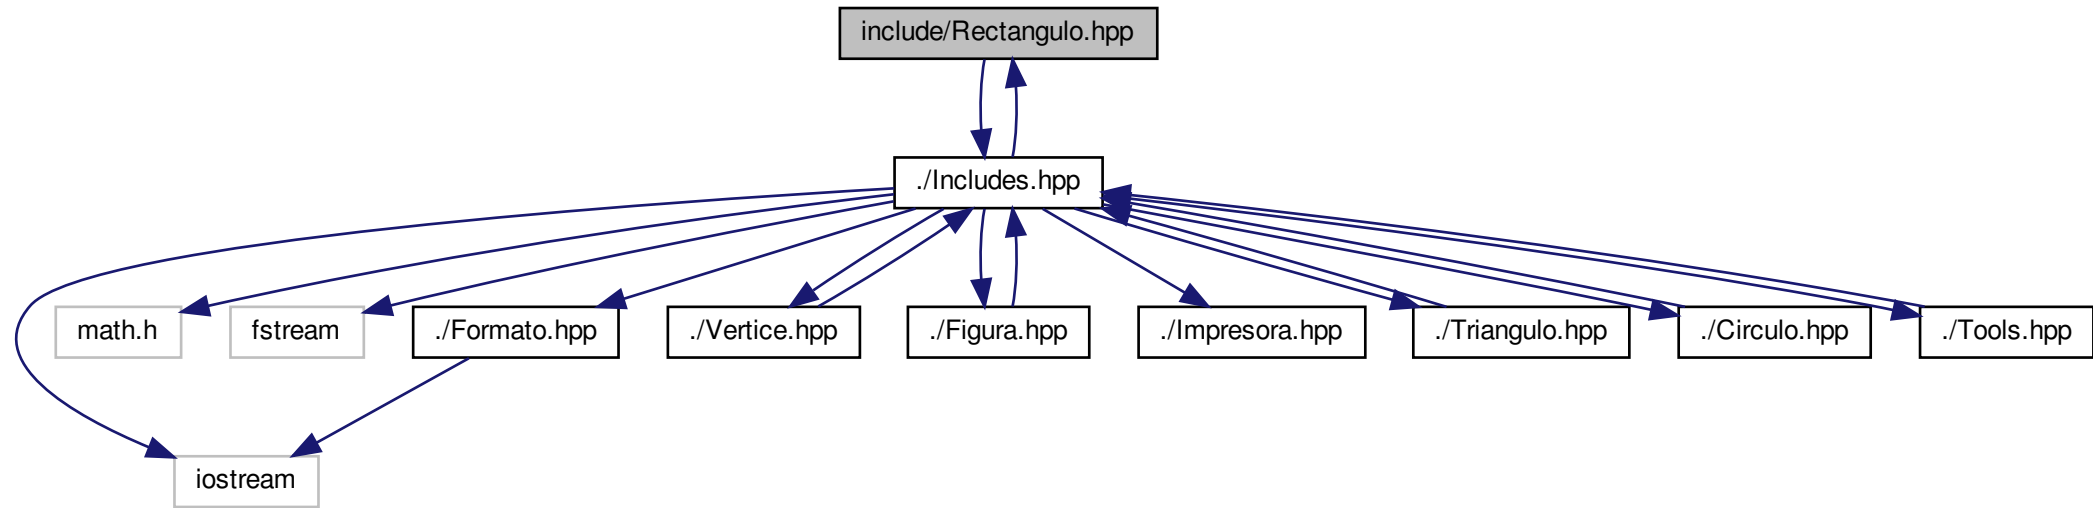 include/Rectangulo.hpp
./Includes.hpp
math.h
fstream
./Formato.hpp
./Vertice.hpp
./Figura.hpp
./Impresora.hpp
./Triangulo.hpp
./Circulo.hpp
./Tools.hpp
iostream